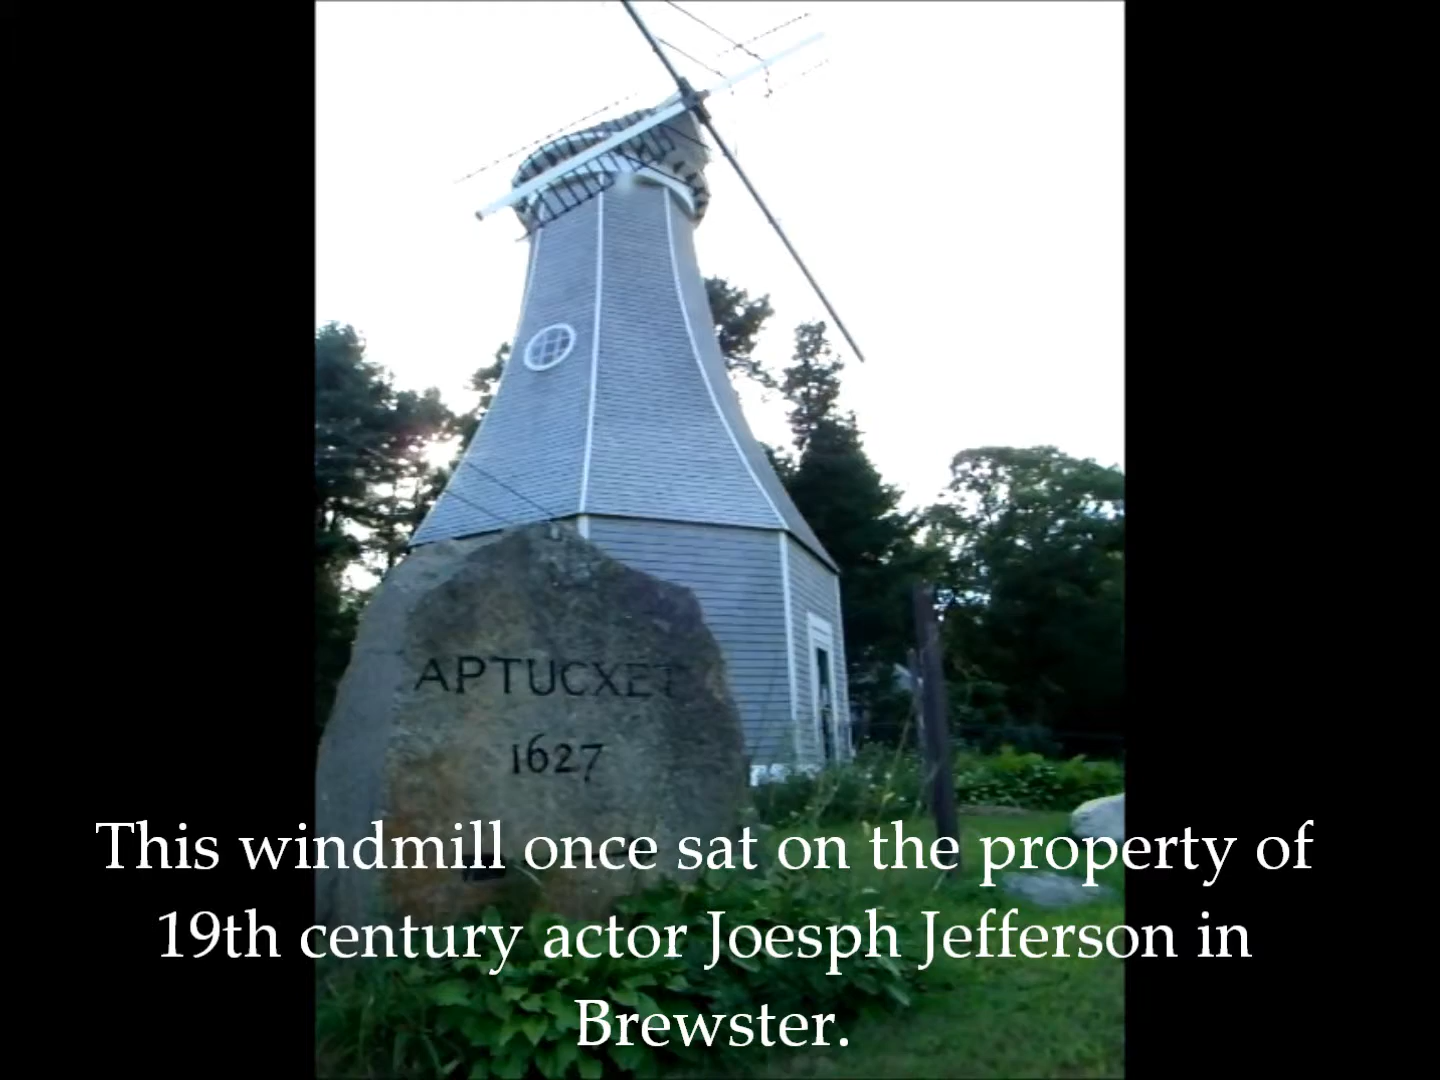 APTUCXET
1627
This windmill once sat on the property of
19th century actor Joesph Jefferson in
Brewster.